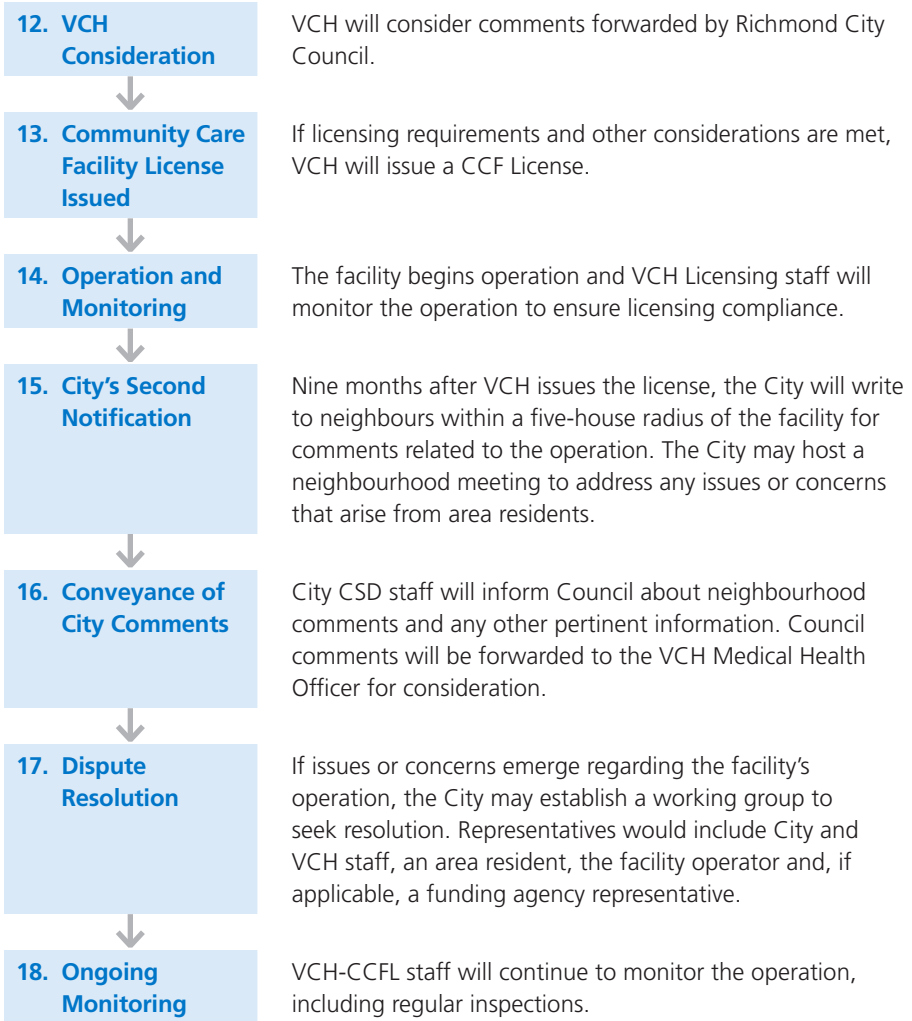 12. VCH
Consideration
VCH will consider comments forwarded by Richmond City
Council.
13. Community Care
Facility License
Issued
If licensing requirements and other considerations are met,
VCH will issue a CCF License.
14. Operation and
Monitoring
The facility begins operation and VCH Licensing staff will
monitor the operation to ensure licensing compliance.
15. City’s Second
Notification
Nine months after VCH issues the license, the City will write
to neighbours within a five-house radius of the facility for
comments related to the operation. The City may host a
neighbourhood meeting to address any issues or concerns
that arise from area residents.
16. Conveyance of
City Comments
City CSD staff will inform Council about neighbourhood
comments and any other pertinent information. Council
comments will be forwarded to the VCH Medical Health
Officer for consideration.
17. Dispute
Resolution
If issues or concerns emerge regarding the facility’s
operation, the City may establish a working group to
seek resolution. Representatives would include City and
VCH staff, an area resident, the facility operator and, if
applicable, a funding agency representative.
18. Ongoing
Monitoring
VCH-CCFL staff will continue to monitor the operation,
including regular inspections.